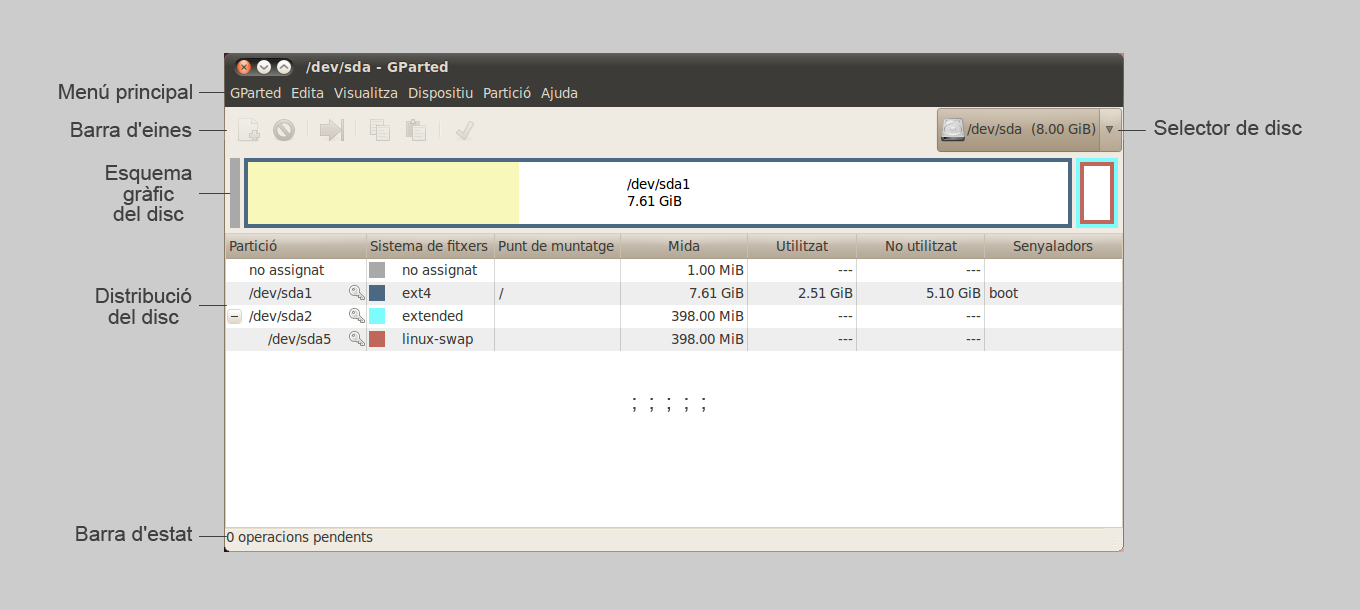 /dev/sda - GParted
Menú principal
GParted Edita Visualitza Dispositiu Partició Ajuda
Barra d'eines
/dev/sda (8.00 GiB)
Selector de disc
Esquema
gràfic
del disc
/dev/sda1
7.61 GiB
Partició Sistema de fitxers Punt de muntatge Mida Utilitzat No utilitzat Senyaladors
no assignat no assignat 1.00 MiB --- ---
/dev/sda1 ext4 / 7.61 GiB 2.51 GiB 5.10 GiB boot
Distribució
del disc
/dev/sda2 extended 398.00 MiB --- ---
/dev/sda5 linux-swap 398.00 MiB --- ---
; ; ; ; ;
Barra d'estat
0 operacions pendents